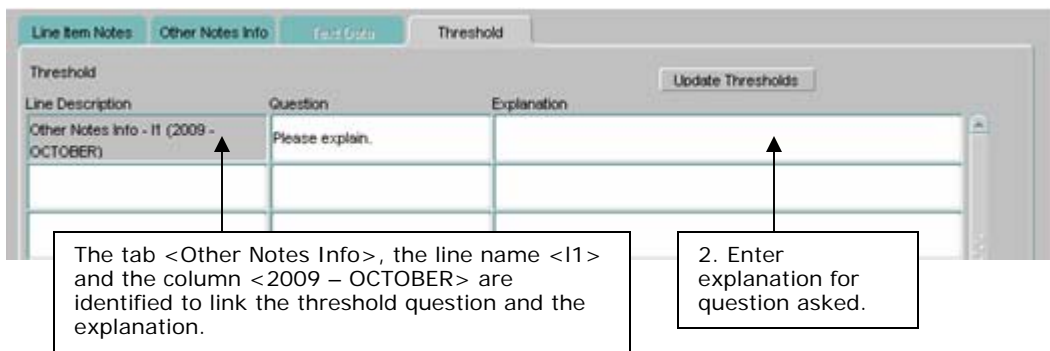 Line Item Notes Other Notes Info Text Data Threshold
Threshold
Update Thresholds
Line Description Question Explanation
Other Notes Info - I1 (2009 -
OCTOBER)
Please explain.
The tab <Other Notes Info>, the line name <I1>
and the column <2009 – OCTOBER> are
identified to link the threshold question and the
explanation.
2. Enter
explanation for
question asked.